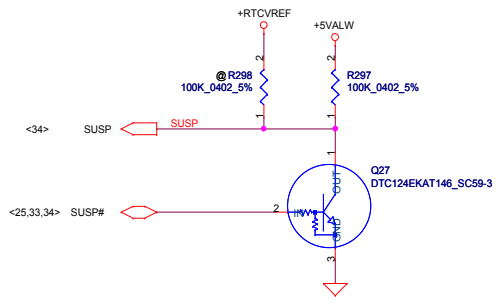 +RTCVREF
+5VALW
2
2
@ R298
R297
100K_0402_5%
100K_0402_5%
1
1
<34>
SUSP
SUSP
1
Q27
DTC124EKAT146_SC59-3
OUT
<25,33,34>
SUSP#
2
IN
GND
3